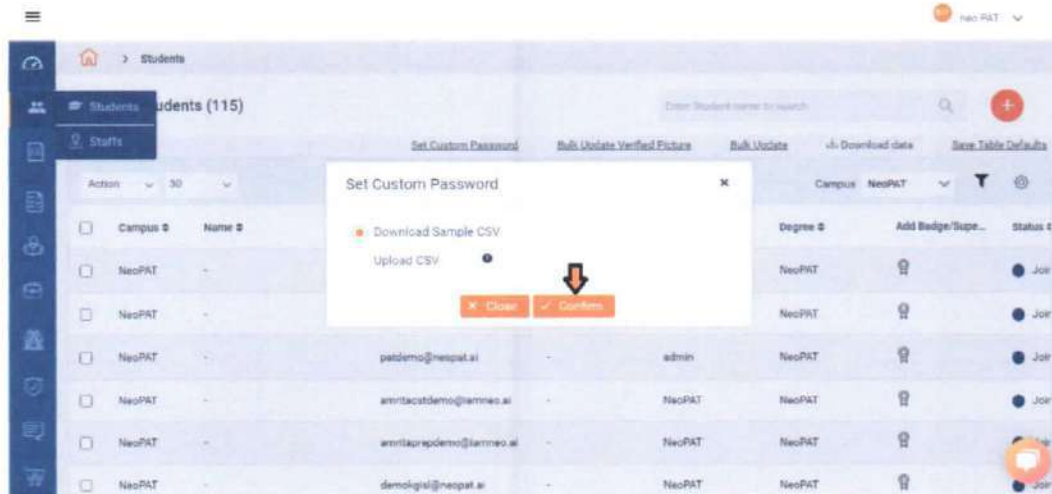 neo PAT
> Students
Students
udents (115)
Enter Student name to search
Staffs
Set Custom Password
Bulk Update Verified Picture
Bulk Update
Download data
Save Table Defaults
Action
30
Set Custom Password
Campus
NeoPAT
Campus
Name
Download Sample CSV
Degree
Add Badge/Supe...
Status
Upload CSV
NeoPAT
-
NeoPAT
Join
Close
Confirm
NeoPAT
-
NeoPAT
Join
NeoPAT
-
patdemo@neopat.ai
-
admin
NeoPAT
Join
NeoPAT
-
amritacstdemo@iamneo.ai
-
NeoPAT
NeoPAT
Join
NeoPAT
-
amritaprepdemo@iamneo.ai
-
NeoPAT
NeoPAT
NeoPAT
-
demokgisl@neopat.ai
-
NeoPAT
NeoPAT